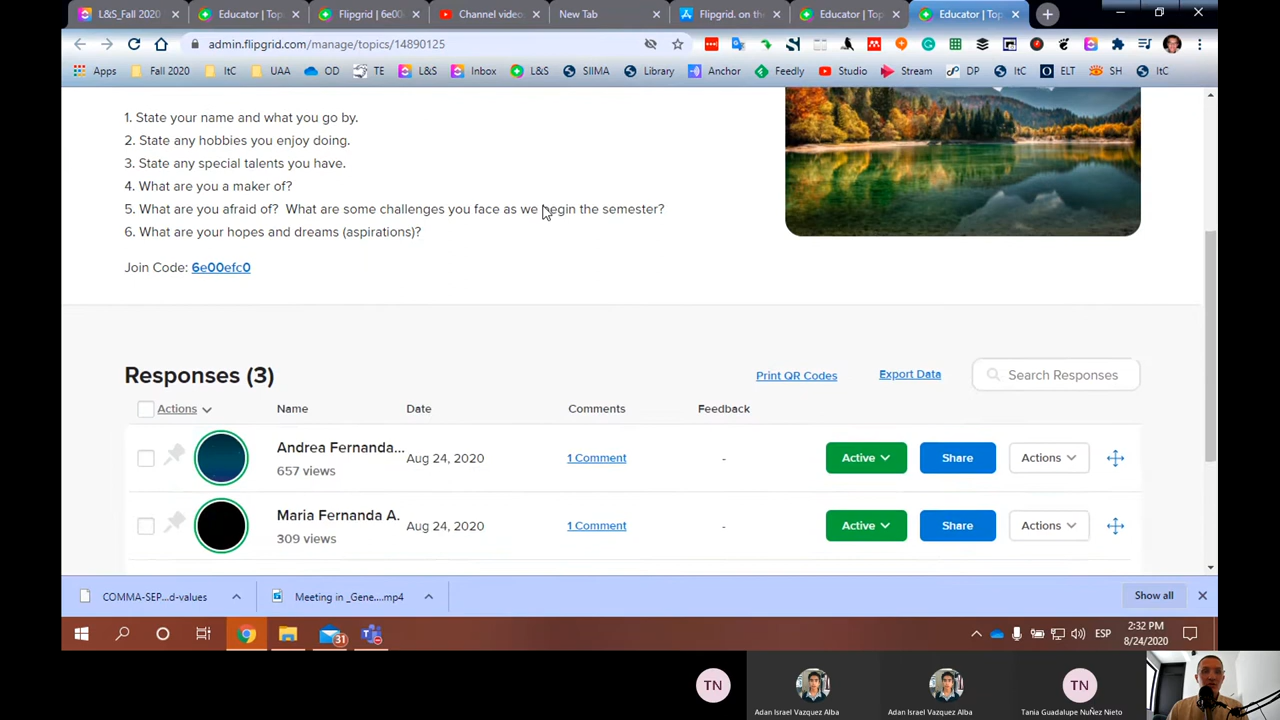 L&S_Fall 2020
Educator | Top
Flipgrid | 6e00
Channel video
New Tab
Flipgrid. on th
Educator | Top
Educator | Top
admin.flipgrid.com/manage/topics/14890125
Apps
Fall 2020
ItC
UAA
OD
TE
L&S
Inbox
L&S
SIIMA
Library
Anchor
Feedly
Studio
Stream
DP
ItC
ELT
SH
ItC
1. State your name and what you go by.
2. State any hobbies you enjoy doing.
3. State any special talents you have.
4. What are you a maker of?
5. What are you afraid of? What are some challenges you face as we begin the semester?
6. What are your hopes and dreams (aspirations)?
Join Code: 6e00efc0
Responses (3)
Print QR Codes
Export Data
Search Responses
Actions
Name
Date
Comments
Feedback
Andrea Fernanda...
657 views
Aug 24, 2020
1 Comment
-
Active
Share
Actions
Maria Fernanda A.
309 views
Aug 24, 2020
1 Comment
-
Active
Share
Actions
COMMA-SEP...d-values
Meeting in _Gene....mp4
Show all
31
ESP
2:32 PM
8/24/2020
TN
Adan Israel Vazquez Alba
Adan Israel Vazquez Alba
TN
Tania Guadalupe Nuñez Nieto